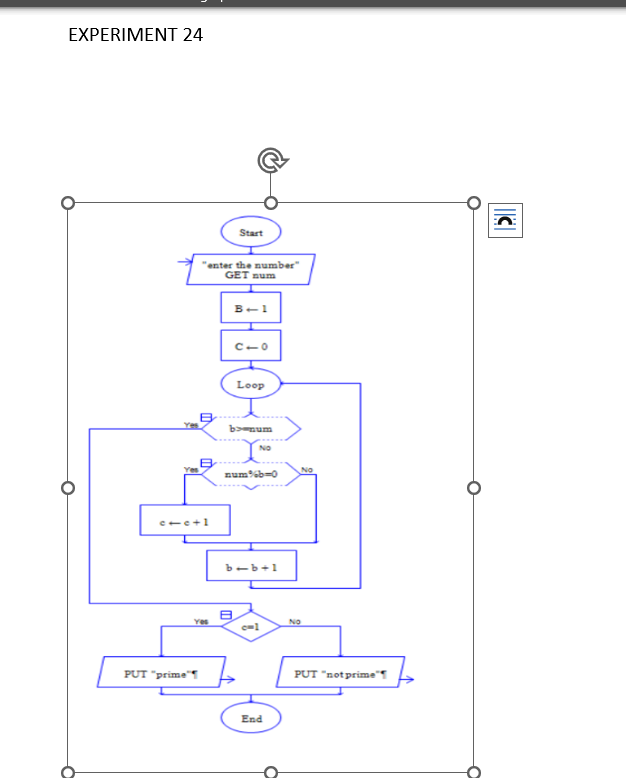 EXPERIMENT 24
Start
"enter the number"
GET num
B ← 1
C ← 0
Loop
Yes
b>=num
No
Yes
num%b=0
No
c ← c + 1
b ← b + 1
Yes
c=1
No
PUT "prime"¶
PUT "not prime"¶
End